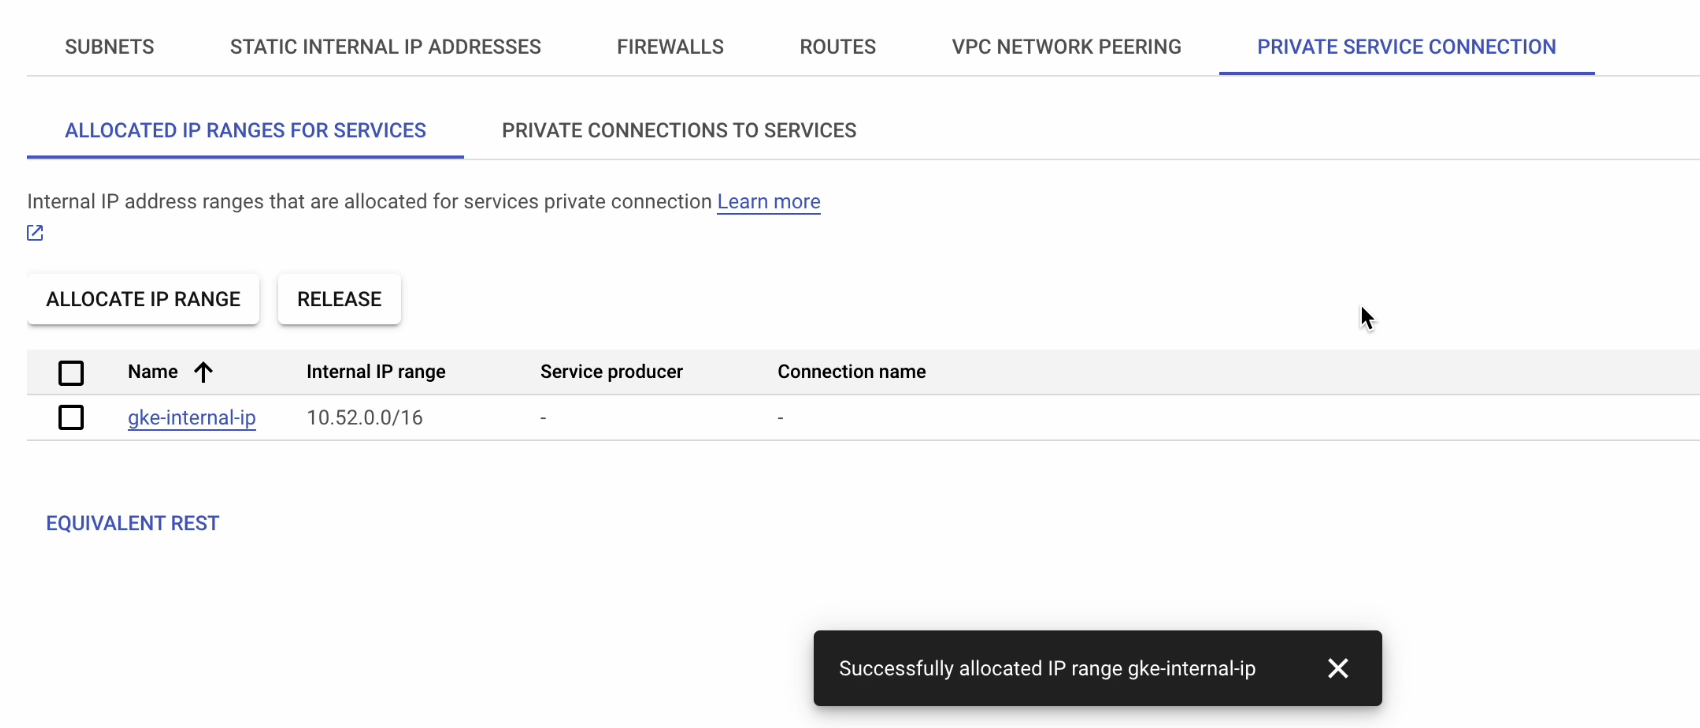 SUBNETS STATIC INTERNAL IP ADDRESSES FIREWALLS ROUTES VPC NETWORK PEERING PRIVATE SERVICE CONNECTION
ALLOCATED IP RANGES FOR SERVICES PRIVATE CONNECTIONS TO SERVICES
Internal IP address ranges that are allocated for services private connection Learn more
ALLOCATE IP RANGE RELEASE
Name Internal IP range Service producer Connection name
gke-internal-ip 10.52.0.0/16 - -
EQUIVALENT REST
Successfully allocated IP range gke-internal-ip